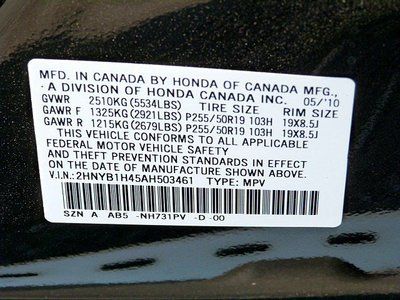 MFD. IN CANADA BY HONDA OF CANADA MFG.,
A DIVISION OF HONDA CANADA INC. 05/'10
GVWR 2510KG (5534LBS) TIRE SIZE RIM SIZE
GAWR F 1325KG (2921LBS) P255/50R19 103H 19X8.5J
GAWR R 1215KG (2679LBS) P255/50R19 103H 19X8.5J
THIS VEHICLE CONFORMS TO ALL APPLICABLE
FEDERAL MOTOR VEHICLE SAFETY AND
THEFT PREVENTION STANDARDS IN EFFECT ON
THE DATE OF MANUFACTURE SHOWN ABOVE.
V.I.N.: 2HNYB1H45AH503461 TYPE: MPV
SZN A AB5 -NH731PV -D-00